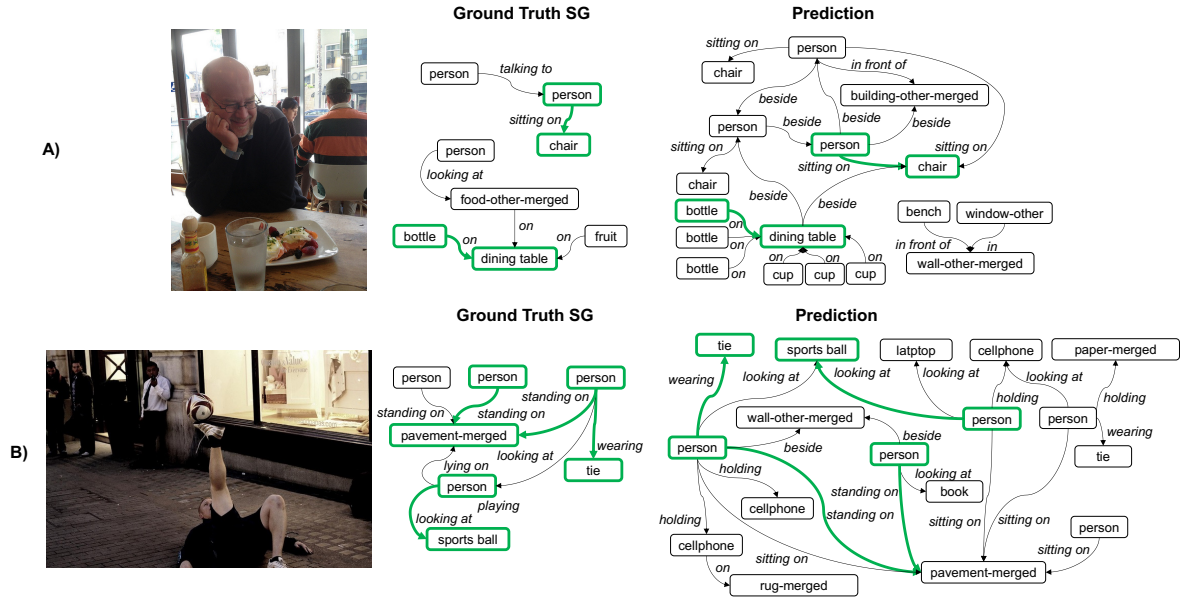 Ground Truth SG
Prediction
A)
person
talking to
person
sitting on
chair
person
looking at
food-other-merged
on
bottle
on
on
fruit
dining table
person
sitting on
chair
in front of
building-other-merged
beside
beside
beside
person
beside
person
sitting on
sitting on
sitting on
chair
chair
beside
beside
bottle
on
bottle
on
bottle
on
dining table
on
on
on
cup
cup
cup
bench
window-other
in front of
in
wall-other-merged
Ground Truth SG
Prediction
B)
person
person
person
standing on
standing on
standing on
pavement-merged
wearing
tie
lying on
looking at
person
playing
looking at
sports ball
tie
sports ball
latptop
cellphone
paper-merged
wearing
looking at
looking at
looking at
looking at
holding
holding
wall-other-merged
person
person
wearing
tie
person
beside
beside
person
looking at
book
holding
cellphone
standing on
standing on
holding
cellphone
sitting on
sitting on
sitting on
person
sitting on
on
rug-merged
pavement-merged